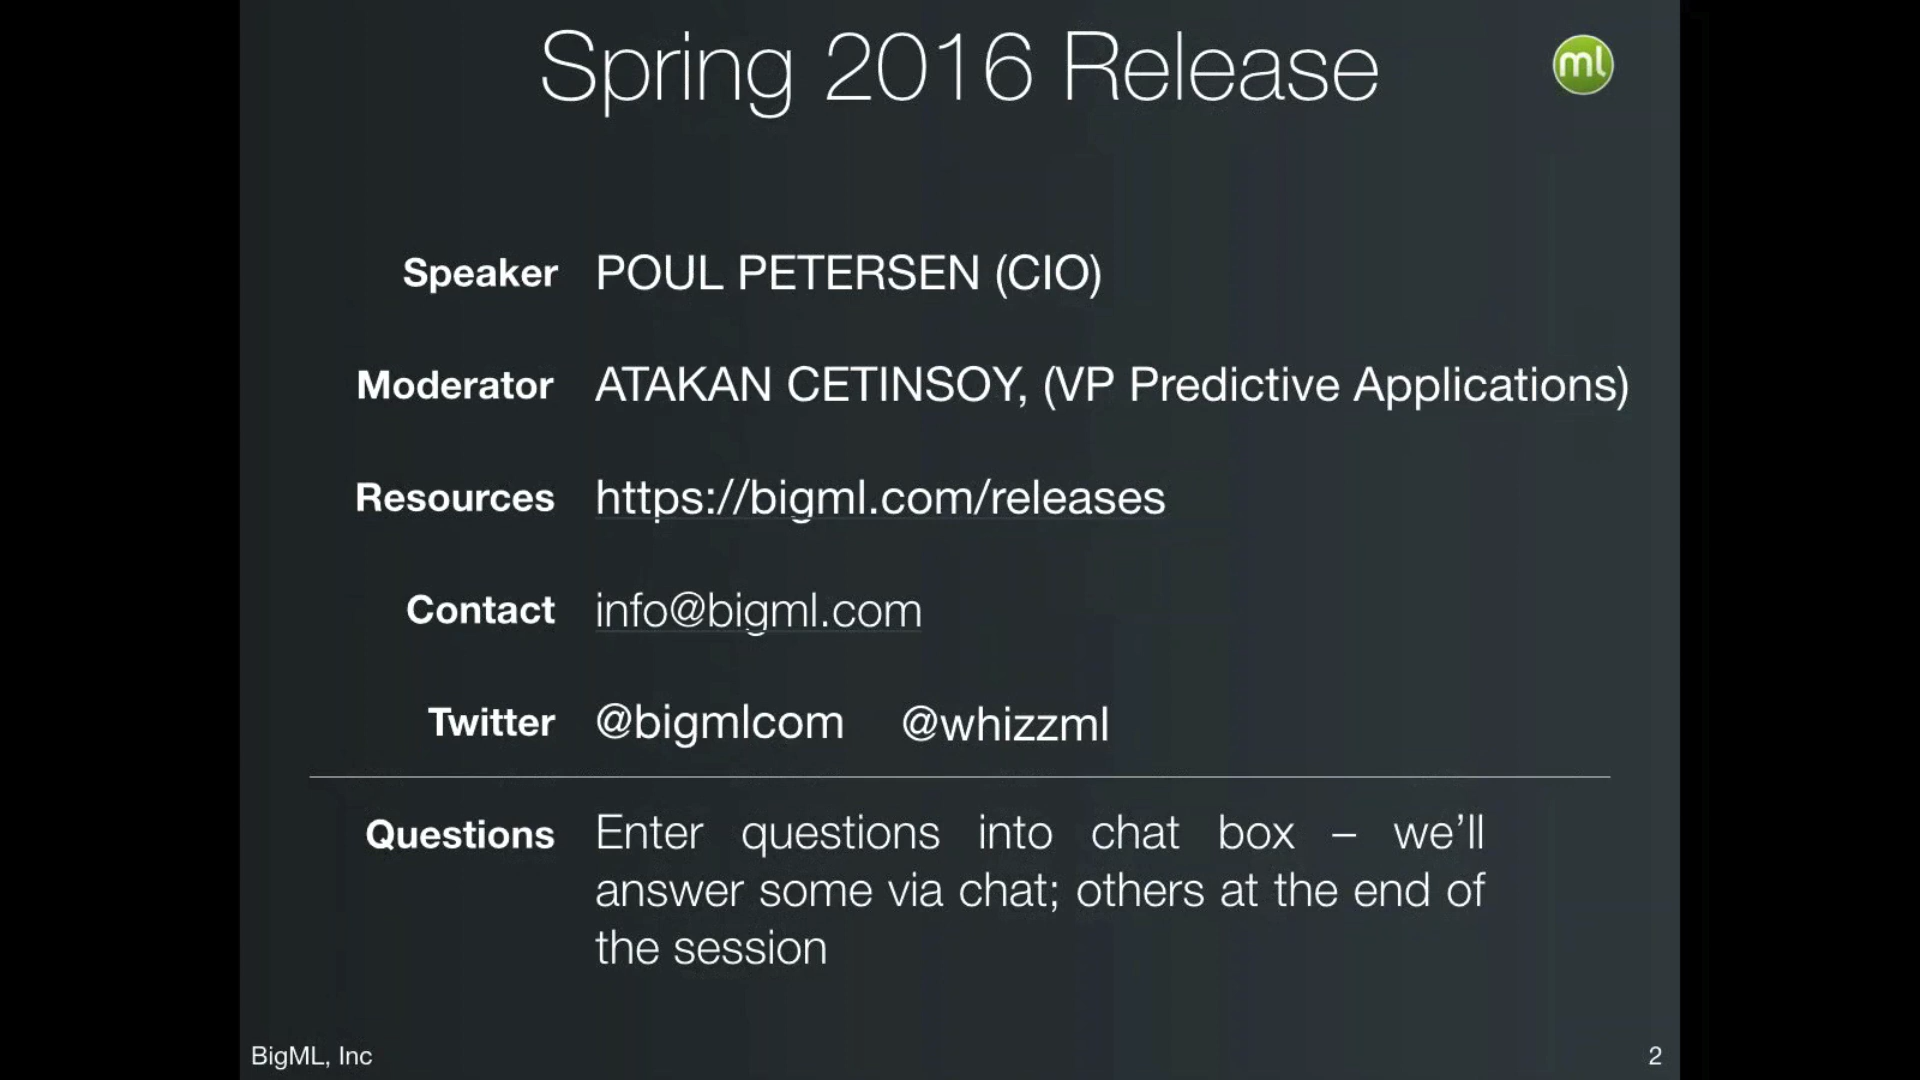 Spring 2016 Release
ml
Speaker POUL PETERSEN (CIO)
Moderator ATAKAN CETINSOY, (VP Predictive Applications)
Resources https://bigml.com/releases
Contact info@bigml.com
Twitter @bigmlcom @whizzml
Questions Enter questions into chat box – we’ll
answer some via chat; others at the end of
the session
BigML, Inc
2